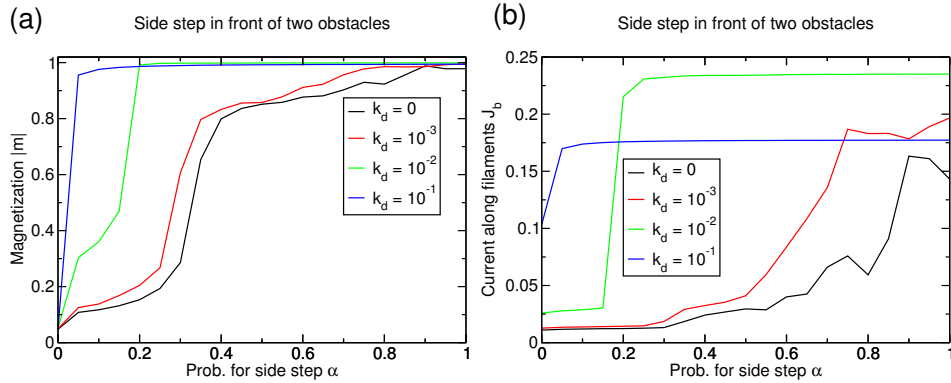 (a)
Side step in front of two obstacles
Magnetization |m|
1
0.8
0.6
0.4
0.2
0
k_d = 0
k_d = 10^-3
k_d = 10^-2
k_d = 10^-1
0 0.2 0.4 0.6 0.8 1
Prob. for side step α
(b)
Side step in front of two obstacles
Current along filaments J_b
0.25
0.2
0.15
0.1
0.05
0
k_d = 0
k_d = 10^-3
k_d = 10^-2
k_d = 10^-1
0 0.2 0.4 0.6 0.8 1
Prob. for side step α